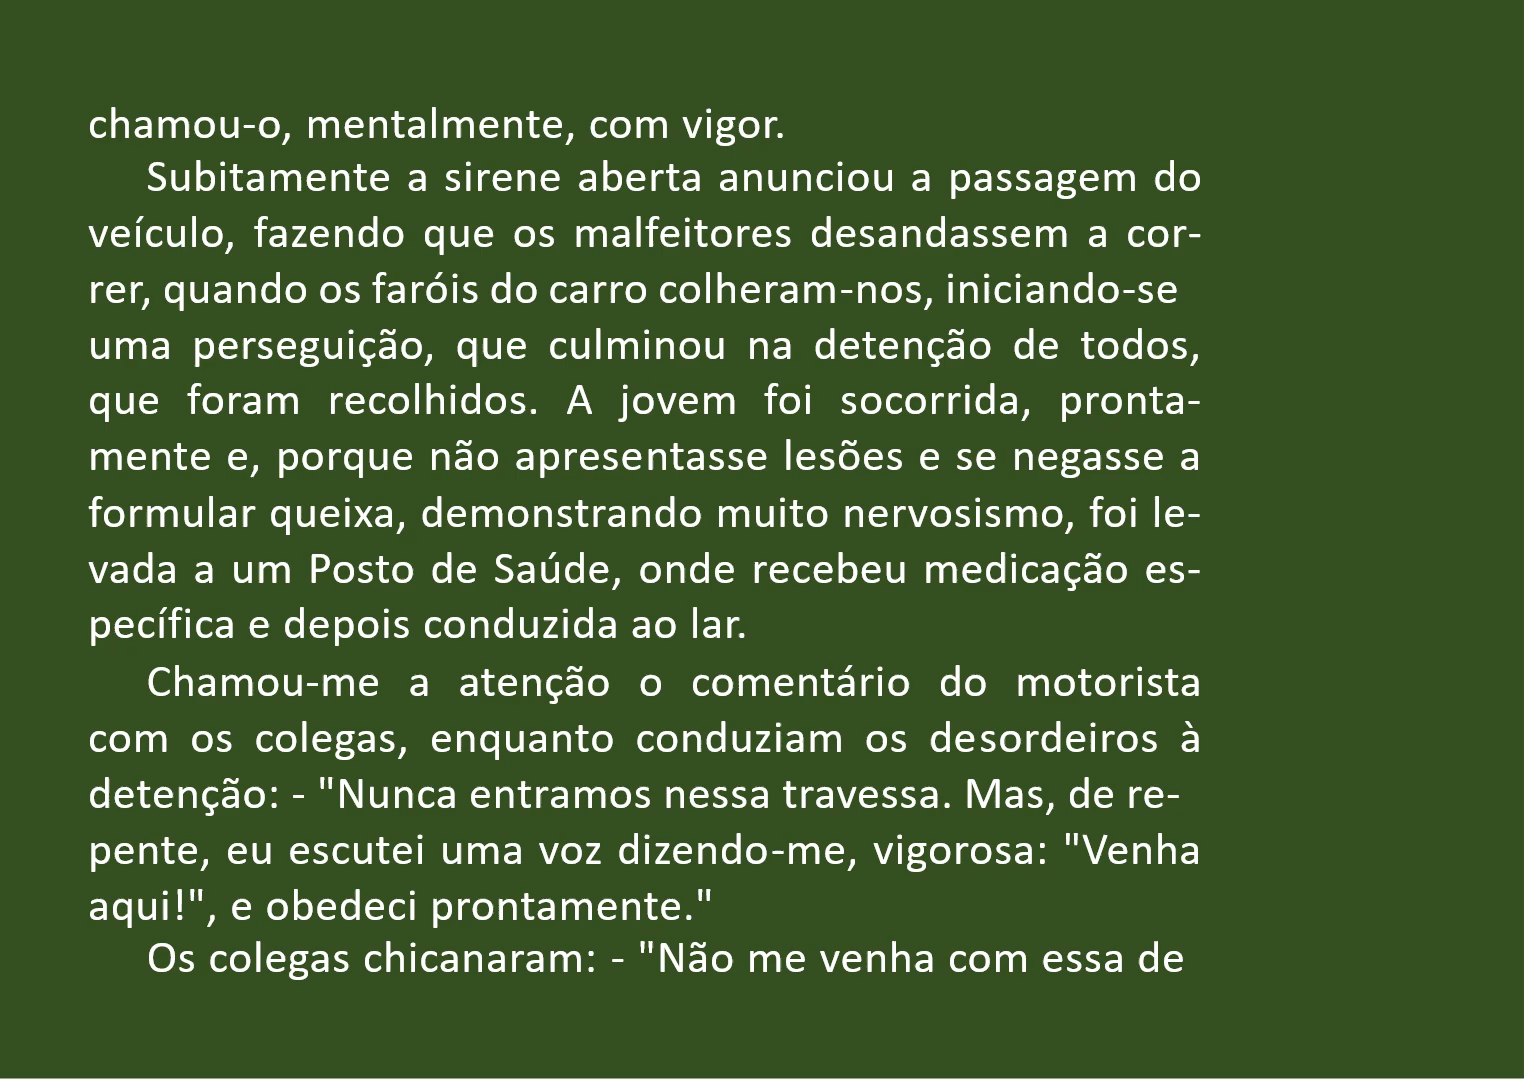 chamou-o, mentalmente, com vigor.
Subitamente a sirene aberta anunciou a passagem do
veículo, fazendo que os malfeitores desandassem a cor-
rer, quando os faróis do carro colheram-nos, iniciando-se
uma perseguição, que culminou na detenção de todos,
que foram recolhidos. A jovem foi socorrida, pronta-
mente e, porque não apresentasse lesões e se negasse a
formular queixa, demonstrando muito nervosismo, foi le-
vada a um Posto de Saúde, onde recebeu medicação es-
pecífica e depois conduzida ao lar.
Chamou-me a atenção o comentário do motorista
com os colegas, enquanto conduziam os desordeiros à
detenção: - "Nunca entramos nessa travessa. Mas, de re-
pente, eu escutei uma voz dizendo-me, vigorosa: "Venha
aqui!", e obedeci prontamente."
Os colegas chicanaram: - "Não me venha com essa de